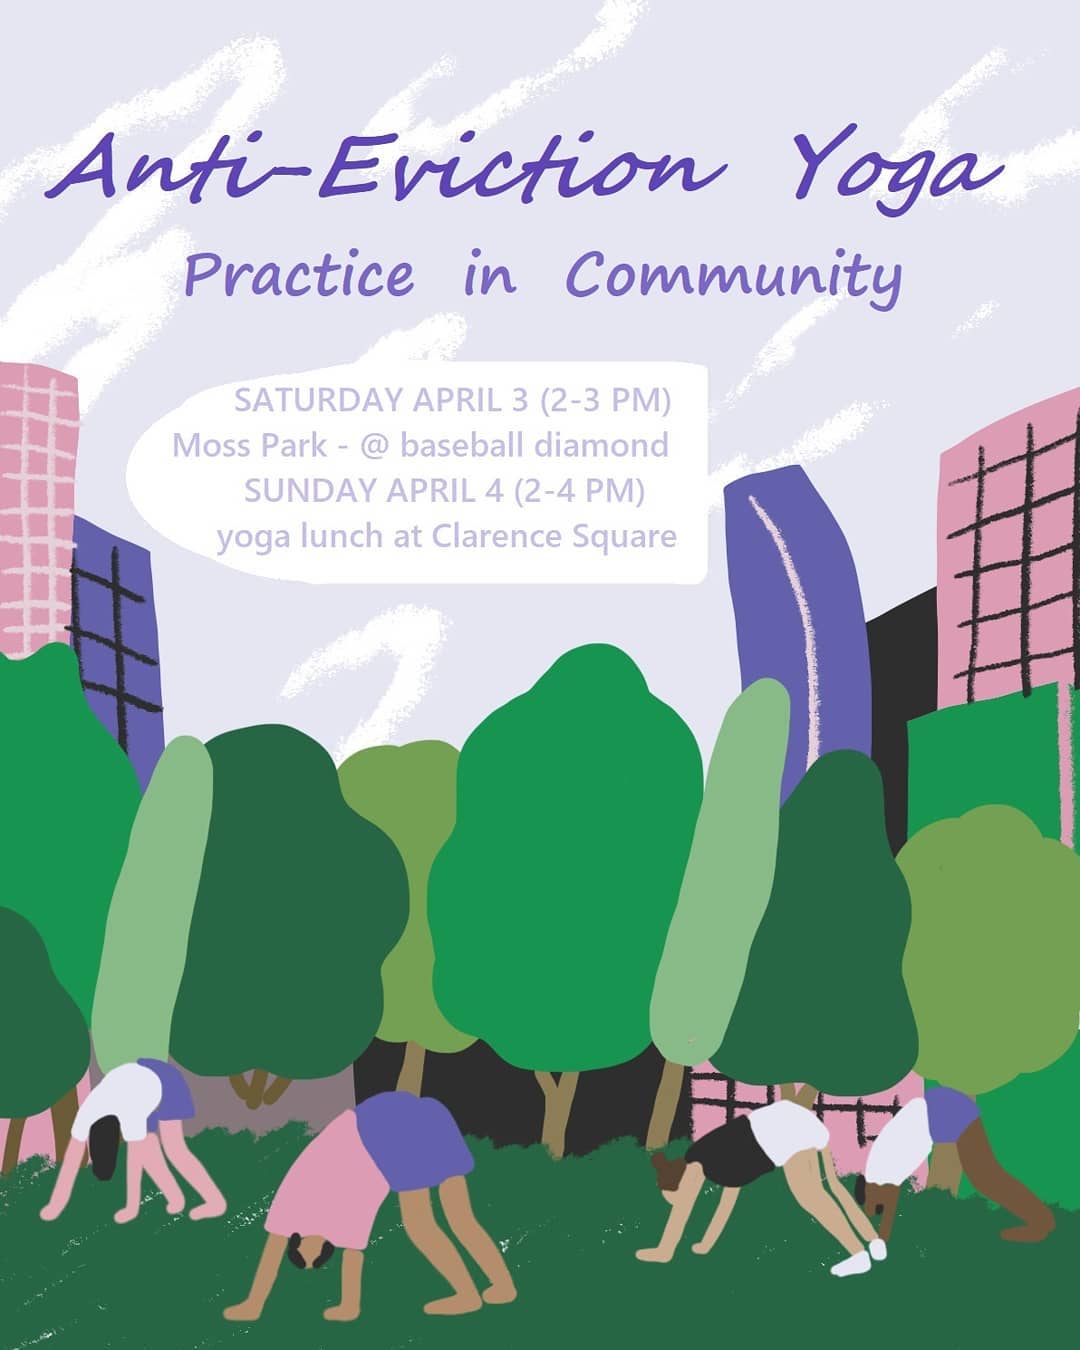 Anti-Eviction Yoga
Practice in Community
SATURDAY APRIL 3 (2-3 PM)
Moss Park - @ baseball diamond
SUNDAY APRIL 4 (2-4 PM)
yoga lunch at Clarence Square